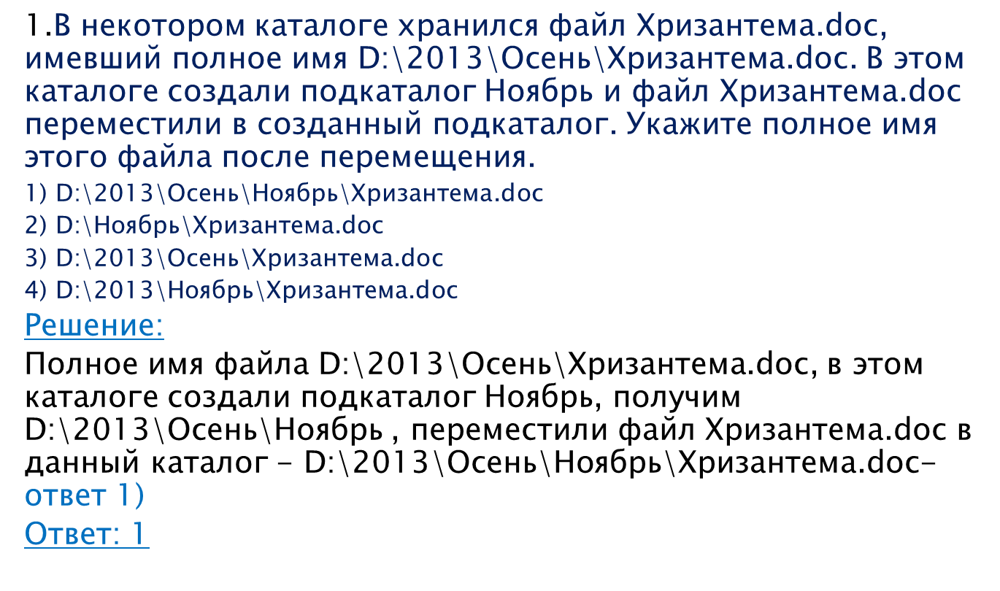 1.В некотором каталоге хранился файл Хризантема.doc,
имевший полное имя D:\2013\Осень\Хризантема.doc. В этом
каталоге создали подкаталог Ноябрь и файл Хризантема.doc
переместили в созданный подкаталог. Укажите полное имя
этого файла после перемещения.
1) D:\2013\Осень\Ноябрь\Хризантема.doc
2) D:\Ноябрь\Хризантема.doc
3) D:\2013\Осень\Хризантема.doc
4) D:\2013\Ноябрь\Хризантема.doc
Решение:
Полное имя файла D:\2013\Осень\Хризантема.doc, в этом
каталоге создали подкаталог Ноябрь, получим
D:\2013\Осень\Ноябрь , переместили файл Хризантема.doc в
данный каталог – D:\2013\Осень\Ноябрь\Хризантема.doc–
ответ 1)
Ответ: 1